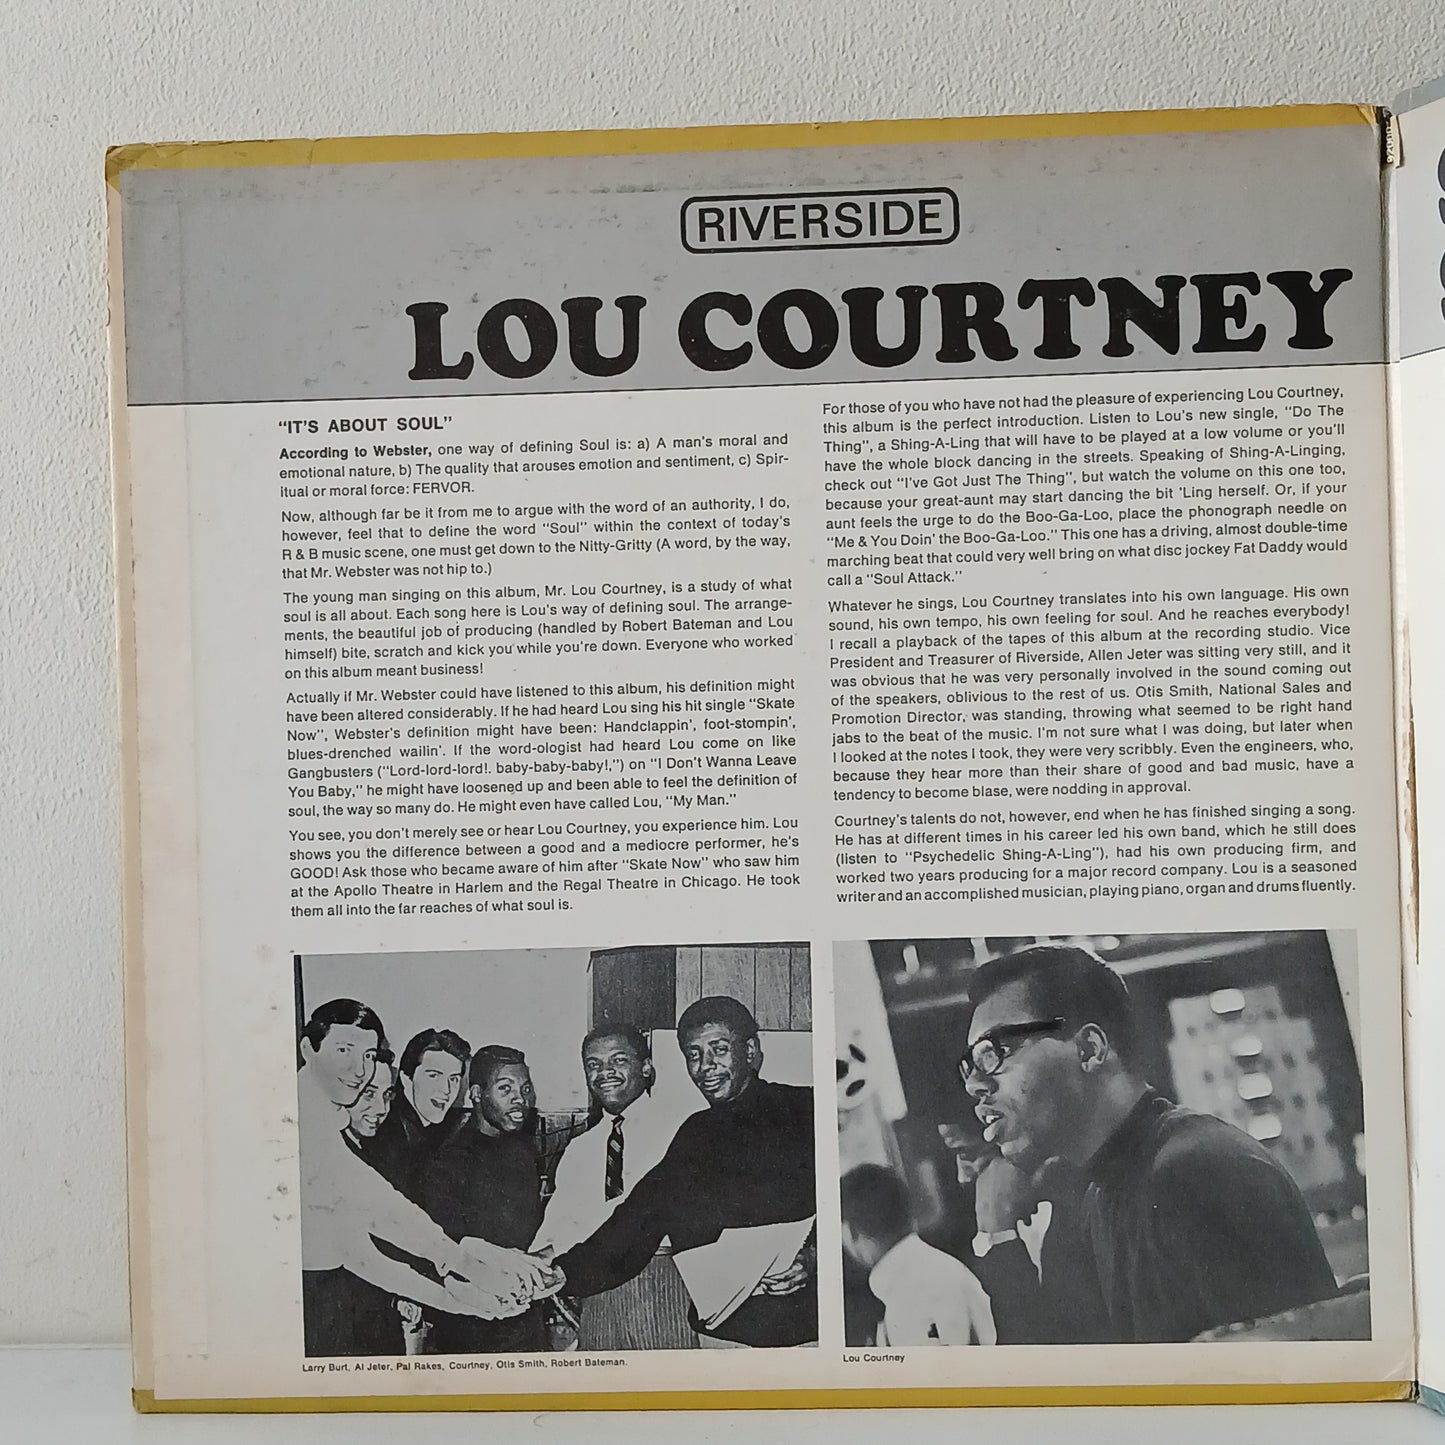 RIVERSIDE
LOU COURTNEY
"IT'S ABOUT SOUL"
According to Webster, one way of defining Soul is: a) A man's moral and
emotional nature, b) The quality that arouses emotion and sentiment, c) Spir-
itual or moral force: FERVOR.
Now, although far be it from me to argue with the word of an authority, I do,
however, feel that to define the word "Soul" within the context of today's
R & B music scene, one must get down to the Nitty-Gritty (A word, by the way,
that Mr. Webster was not hip to.)
The young man singing on this album, Mr. Lou Courtney, is a study of what
soul is all about. Each song here is Lou's way of defining soul. The arrange-
ments, the beautiful job of producing (handled by Robert Bateman and Lou
himself) bite, scratch and kick you while you're down. Everyone who worked
on this album meant business!
Actually if Mr. Webster could have listened to this album, his definition might
have been altered considerably. If he had heard Lou sing his hit single "Skate
Now", Webster's definition might have been: Handclappin', foot-stompin',
blues-drenched wailin'. If the word-ologist had heard Lou come on like
Gangbusters ("Lord-lord-lord!. baby-baby-baby!,") on "I Don't Wanna Leave
You Baby," he might have loosened up and been able to feel the definition of
soul, the way so many do. He might even have called Lou, "My Man."
You see, you don't merely see or hear Lou Courtney, you experience him. Lou
shows you the difference between a good and a mediocre performer, he's
GOOD! Ask those who became aware of him after "Skate Now" who saw him
at the Apollo Theatre in Harlem and the Regal Theatre in Chicago. He took
them all into the far reaches of what soul is.
For those of you who have not had the pleasure of experiencing Lou Courtney,
this album is the perfect introduction. Listen to Lou's new single, "Do The
Thing", a Shing-A-Ling that will have to be played at a low volume or you'll
have the whole block dancing in the streets. Speaking of Shing-A-Linging,
check out "I've Got Just The Thing", but watch the volume on this one too,
because your great-aunt may start dancing the bit 'Ling herself. Or, if your
aunt feels the urge to do the Boo-Ga-Loo, place the phonograph needle on
"Me & You Doin' the Boo-Ga-Loo." This one has a driving, almost double-time
marching beat that could very well bring on what disc jockey Fat Daddy would
call a "Soul Attack."
Whatever he sings, Lou Courtney translates into his own language. His own
sound, his own tempo, his own feeling for soul. And he reaches everybody!
I recall a playback of the tapes of this album at the recording studio. Vice
President and Treasurer of Riverside, Allen Jeter was sitting very still, and it
was obvious that he was very personally involved in the sound coming out
of the speakers, oblivious to the rest of us. Otis Smith, National Sales and
Promotion Director, was standing, throwing what seemed to be right hand
jabs to the beat of the music. I'm not sure what I was doing, but later when
I looked at the notes I took, they were very scribbly. Even the engineers, who,
because they hear more than their share of good and bad music, have a
tendency to become blase, were nodding in approval.
Courtney's talents do not, however, end when he has finished singing a song.
He has at different times in his career led his own band, which he still does
(listen to "Psychedelic Shing-A-Ling"), had his own producing firm, and
worked two years producing for a major record company. Lou is a seasoned
writer and an accomplished musician, playing piano, organ and drums fluently.
Larry Burt, Al Jeter, Pal Rakes, Courtney, Otis Smith, Robert Bateman.
Lou Courtney